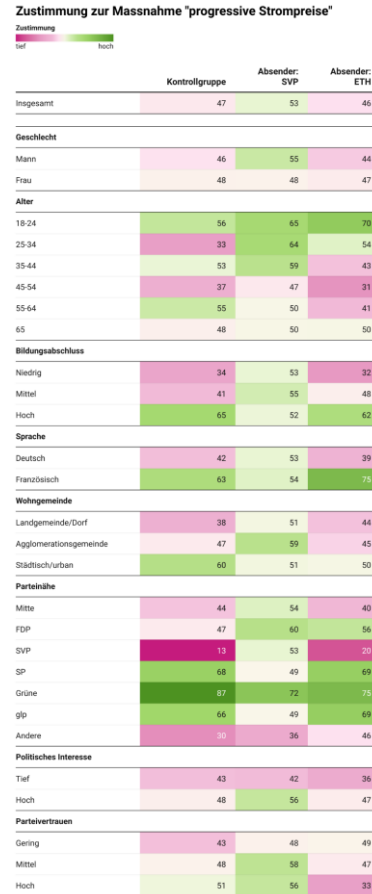 Zustimmung zur Massnahme "progressive Strompreise"
Zustimmung
tief hoch
Kontrollgruppe Absender: SVP Absender: ETH
Insgesamt 47 53 46
Geschlecht
Mann 46 55 44
Frau 48 48 47
Alter
18-24 56 65 70
25-34 33 64 54
35-44 53 59 43
45-54 37 47 31
55-64 55 50 41
65 48 50 50
Bildungsabschluss
Niedrig 34 53 32
Mittel 41 55 48
Hoch 65 52 62
Sprache
Deutsch 42 53 39
Französisch 63 54 75
Wohngemeinde
Landgemeinde/Dorf 38 51 44
Agglomerationsgemeinde 47 59 45
Städtisch/urban 60 51 50
Parteinähe
Mitte 44 54 40
FDP 47 60 56
SVP 13 53 20
SP 68 49 69
Grüne 87 72 75
glp 66 49 69
Andere 30 36 46
Politisches Interesse
Tief 43 42 36
Hoch 48 56 47
Parteivertrauen
Gering 43 48 49
Mittel 48 58 47
Hoch 51 56 33